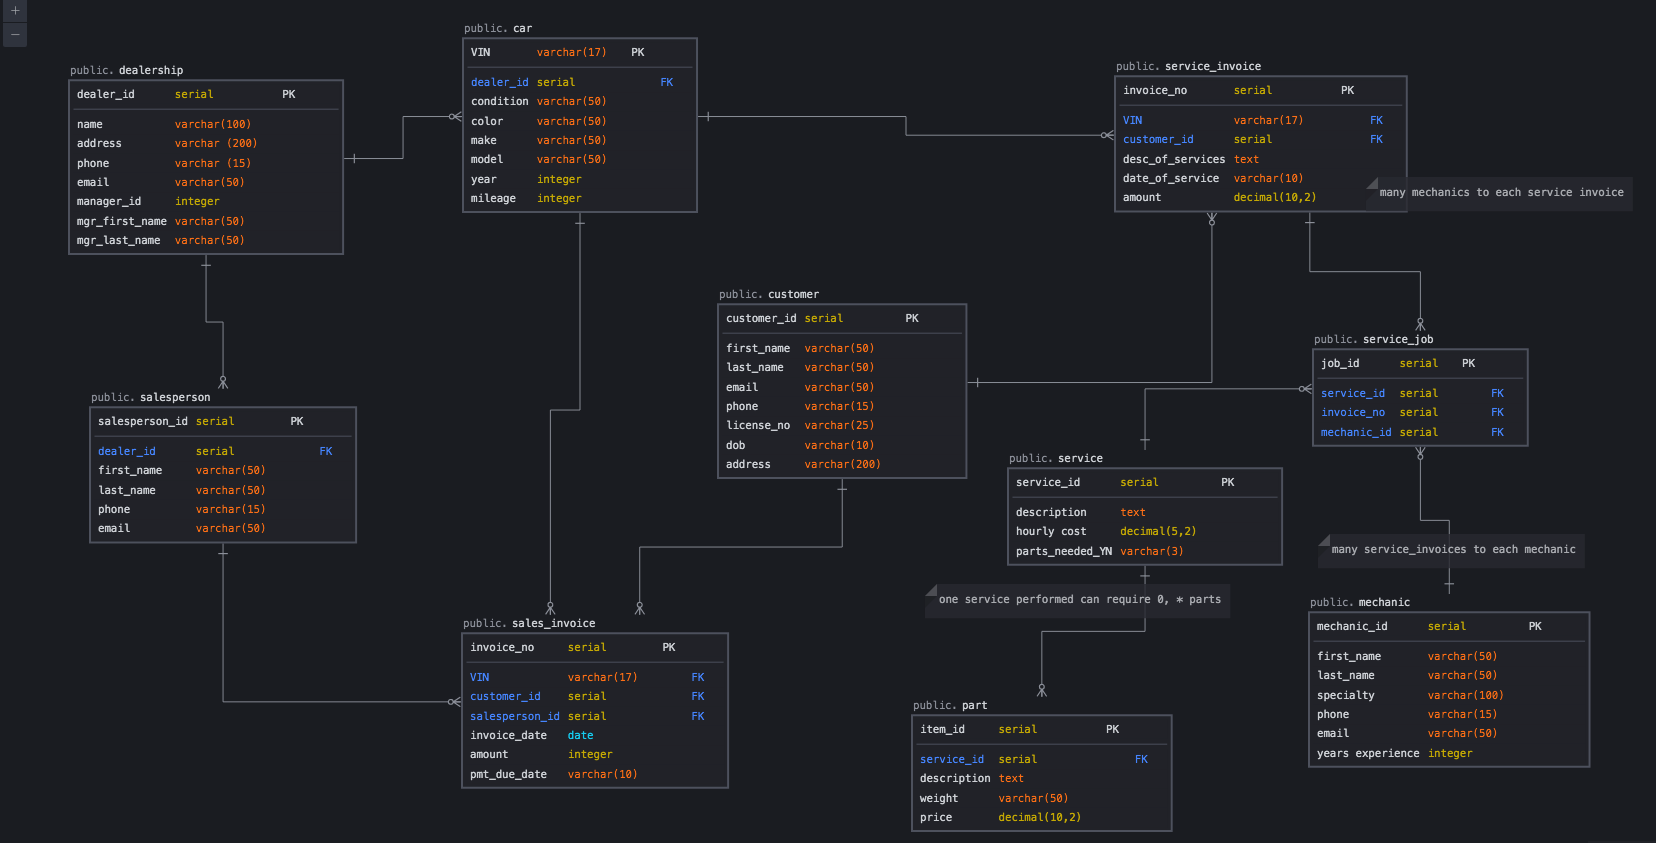 +
−
public. dealership
dealer_id serial PK
name varchar(100)
address varchar (200)
phone varchar (15)
email varchar(50)
manager_id integer
mgr_first_name varchar(50)
mgr_last_name varchar(50)
public. car
VIN varchar(17) PK
dealer_id serial FK
condition varchar(50)
color varchar(50)
make varchar(50)
model varchar(50)
year integer
mileage integer
public. service_invoice
invoice_no serial PK
VIN varchar(17) FK
customer_id serial FK
desc_of_services text
date_of_service varchar(10)
amount decimal(10,2)
many mechanics to each service invoice
public. customer
customer_id serial PK
first_name varchar(50)
last_name varchar(50)
email varchar(50)
phone varchar(15)
license_no varchar(25)
dob varchar(10)
address varchar(200)
public. service_job
job_id serial PK
service_id serial FK
invoice_no serial FK
mechanic_id serial FK
public. salesperson
salesperson_id serial PK
dealer_id serial FK
first_name varchar(50)
last_name varchar(50)
phone varchar(15)
email varchar(50)
public. service
service_id serial PK
description text
hourly cost decimal(5,2)
parts_needed_YN varchar(3)
many service_invoices to each mechanic
one service performed can require 0, * parts
public. mechanic
mechanic_id serial PK
first_name varchar(50)
last_name varchar(50)
specialty varchar(100)
phone varchar(15)
email varchar(50)
years experience integer
public. sales_invoice
invoice_no serial PK
VIN varchar(17) FK
customer_id serial FK
salesperson_id serial FK
invoice_date date
amount integer
pmt_due_date varchar(10)
public. part
item_id serial PK
service_id serial FK
description text
weight varchar(50)
price decimal(10,2)